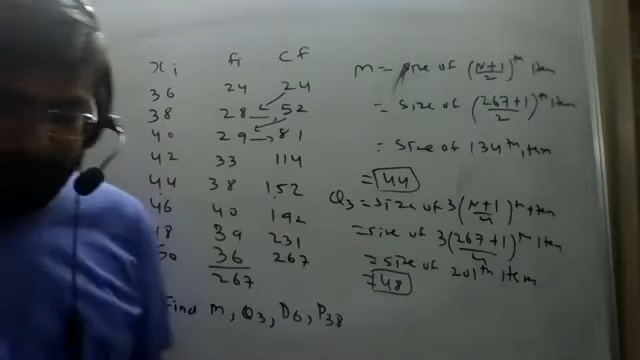 xi fi cf
36 24 24
38 28 52
40 29 81
42 33 114
44 38 152
46 40 192
48 39 231
50 36 267
267
Find M, Q3, D6, P38
M = size of (N+1/2)th item
= size of (267+1/2)th item
= size of 134th item
= 44
Q3 = size of 3(N+1/4)th item
= size of 3(267+1/4)th item
= size of 201th item
= 48